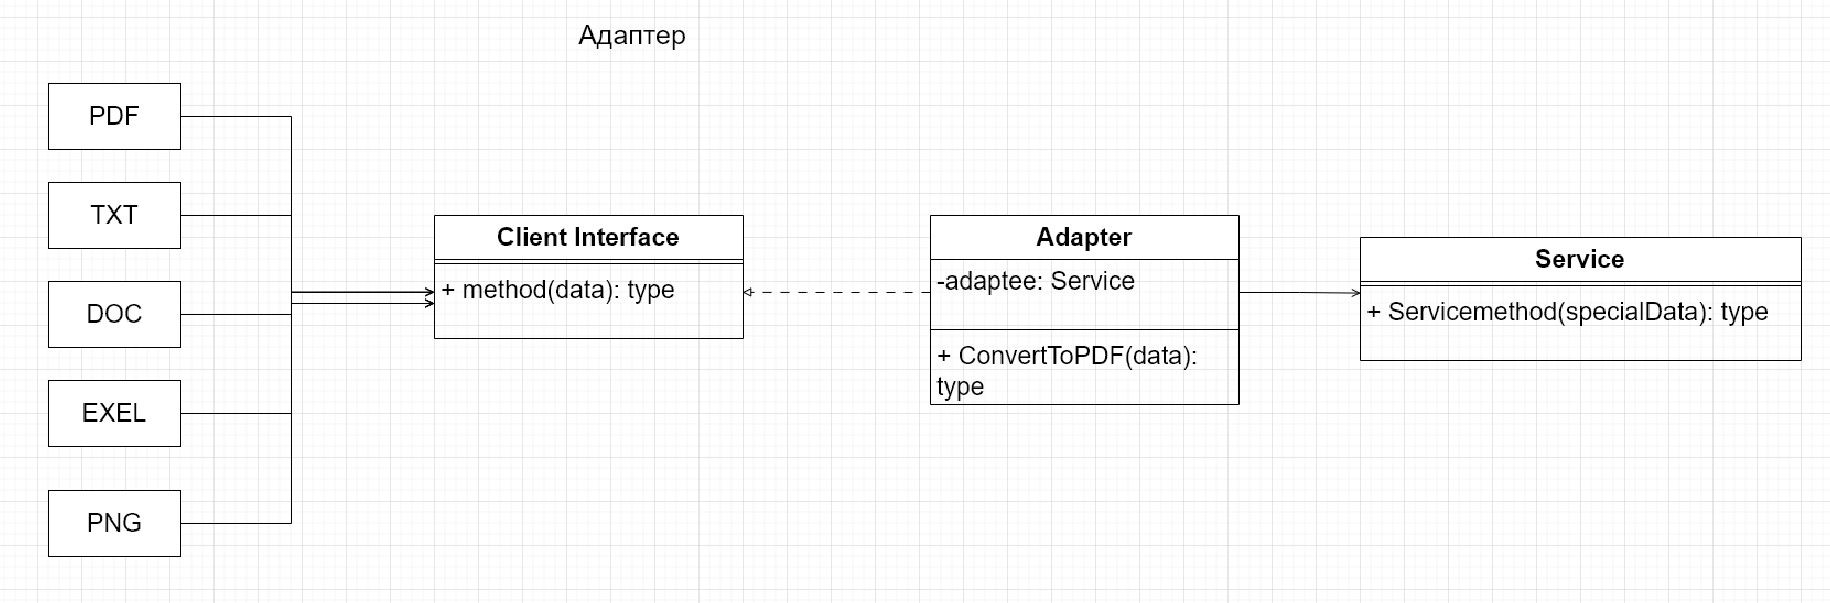 Адаптер
PDF
TXT
DOC
EXEL
PNG
Client Interface
+ method(data): type
Adapter
-adaptee: Service
+ ConvertToPDF(data):
type
Service
+ Servicemethod(specialData): type